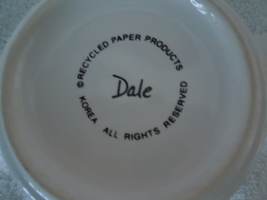 © RECYCLED PAPER PRODUCTS
Dale
KOREA ALL RIGHTS RESERVED